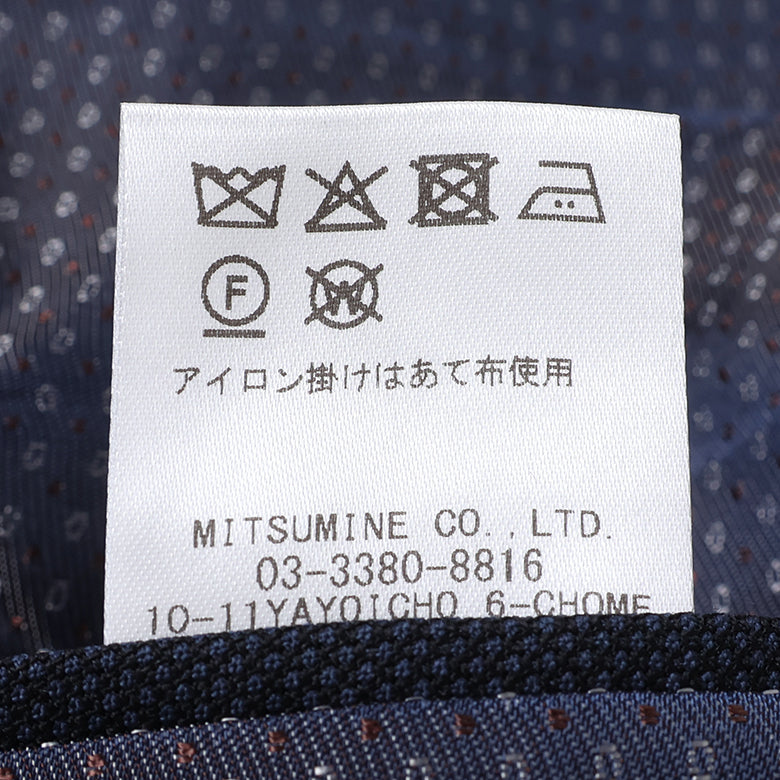 F
W
アイロン掛けはあて布使用
MITSUMINE CO.,LTD.
03-3380-8816
10-11YAYOICHO 6-CHOME